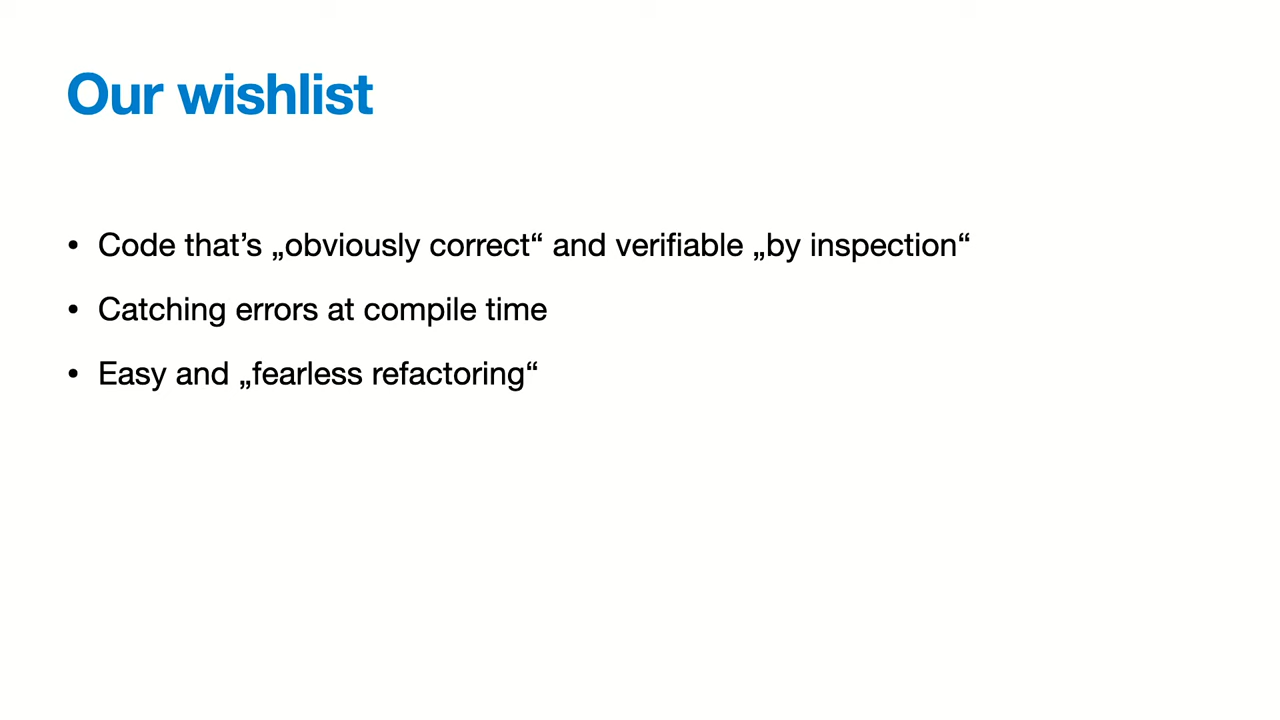 Our wishlist
• Code that’s „obviously correct“ and verifiable „by inspection“
• Catching errors at compile time
• Easy and „fearless refactoring“